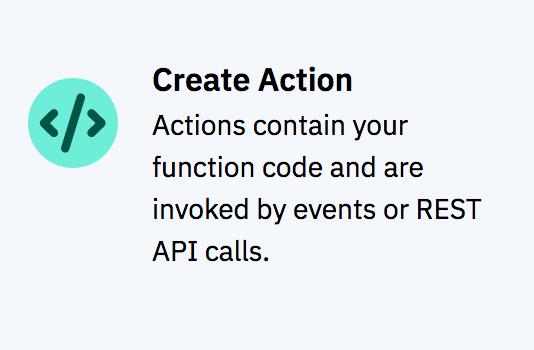 Create Action
Actions contain your
function code and are
invoked by events or REST
API calls.